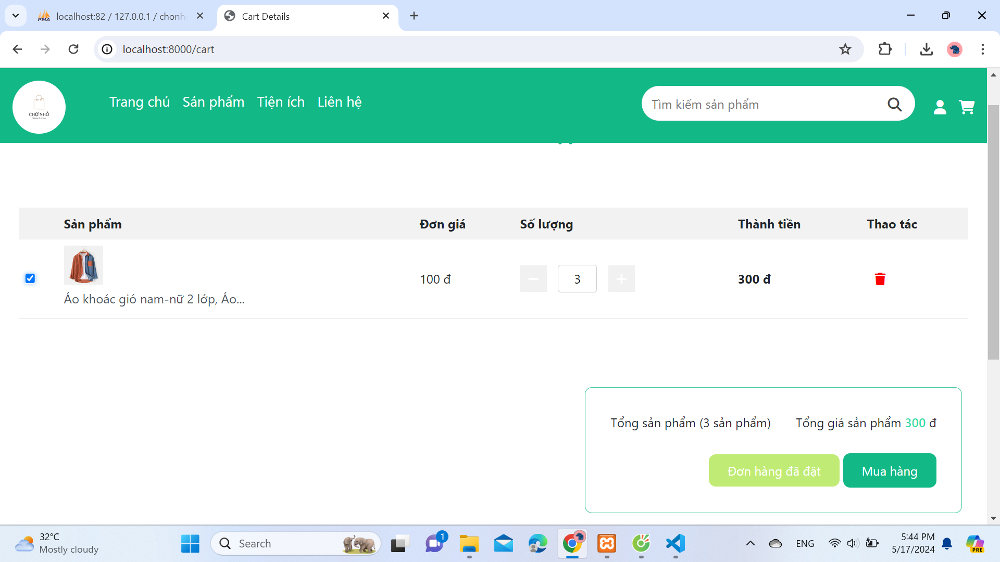 localhost:82 / 127.0.0.1 / chonh
Cart Details
localhost:8000/cart
CHỢ NHỎ
Shop Online
Trang chủ Sản phẩm Tiện ích Liên hệ
Tìm kiếm sản phẩm
Sản phẩm Đơn giá Số lượng Thành tiền Thao tác
100 đ 3 300 đ
Áo khoác gió nam-nữ 2 lớp, Áo...
Tổng sản phẩm (3 sản phẩm) Tổng giá sản phẩm 300 đ
Đơn hàng đã đặt Mua hàng
32°C
Mostly cloudy
Search
1
ENG
5:44 PM
5/17/2024
PRE